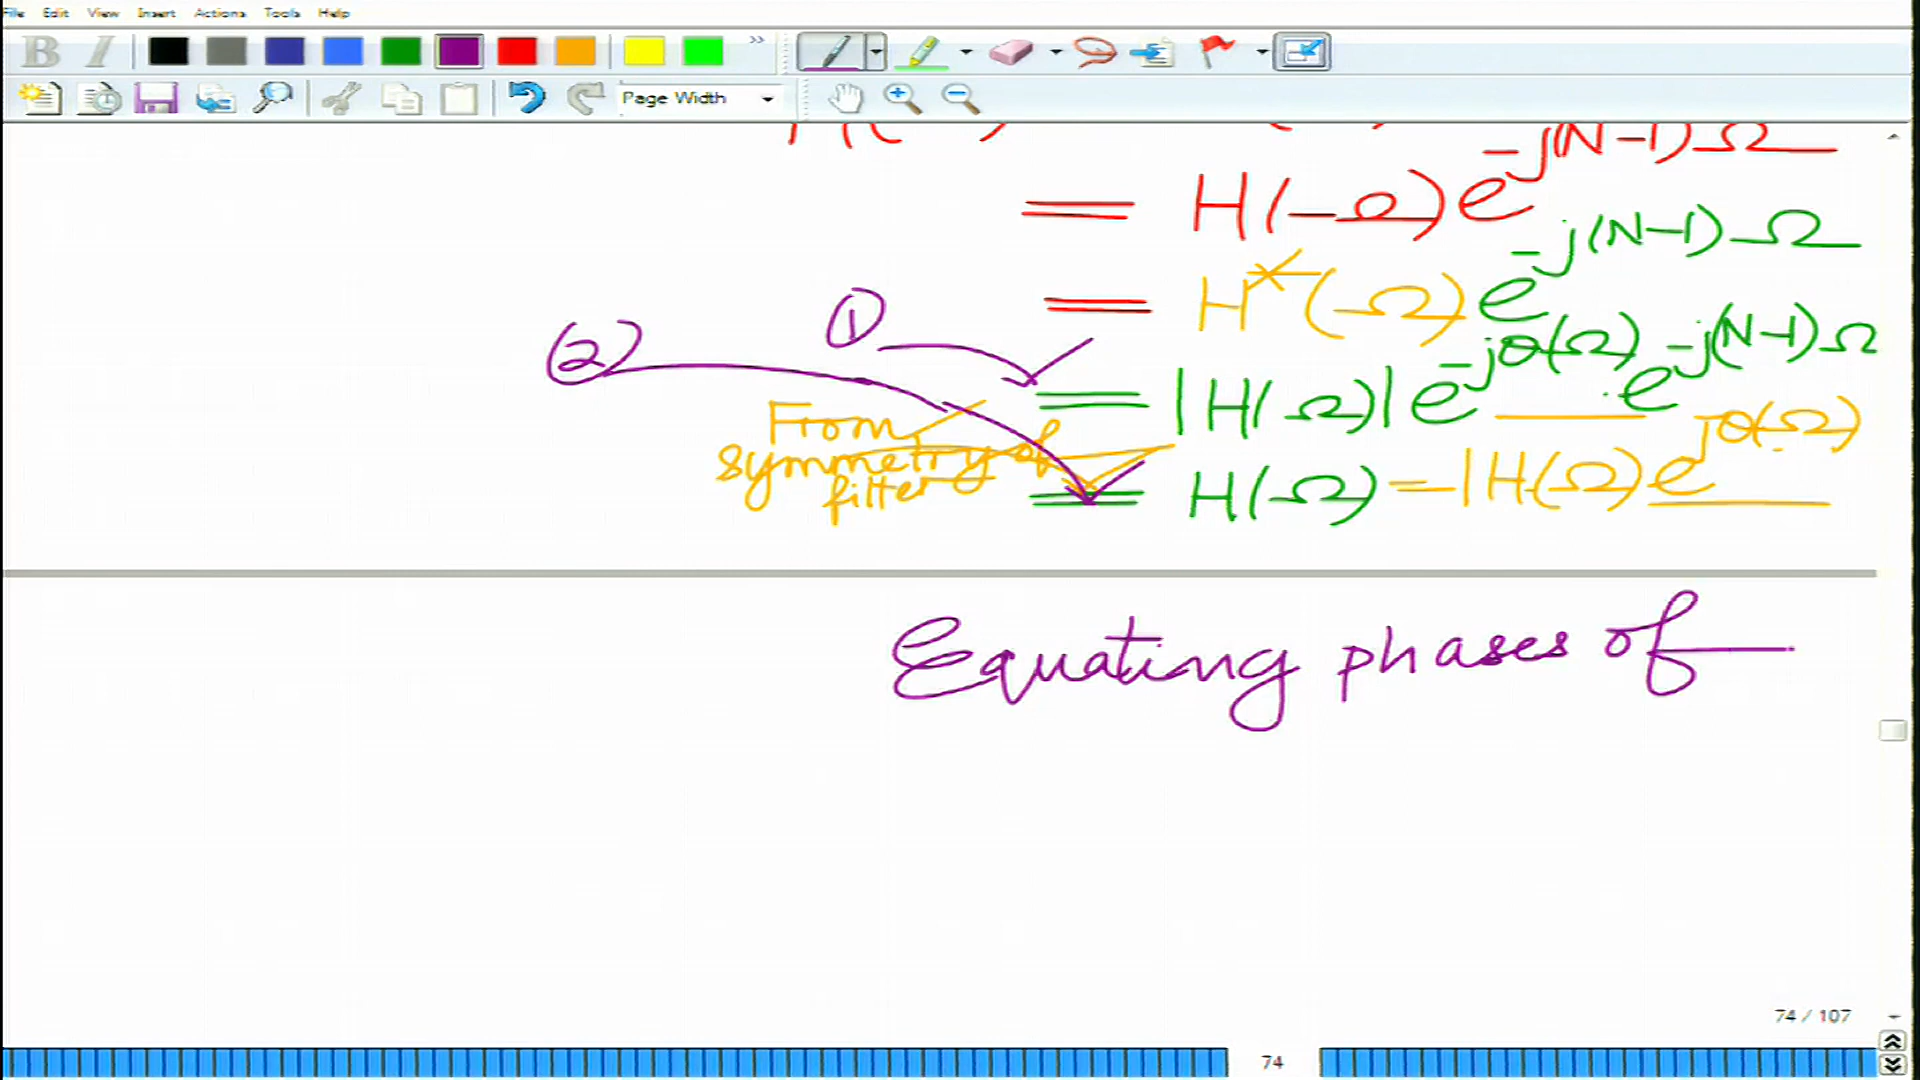 File Edit View Insert Actions Tools Help
B I
Page Width
-j(N-1)Ω
= H(-Ω) e
-j(N-1)Ω
= H*(Ω) e
① = |H(Ω)| e^{-jθ(Ω)} . e^{-j(N-1)Ω}
② = H(Ω) = |H(Ω)| e^{jθ(Ω)}
From
symmetry of
filter
Equating phases of
74 / 107
74